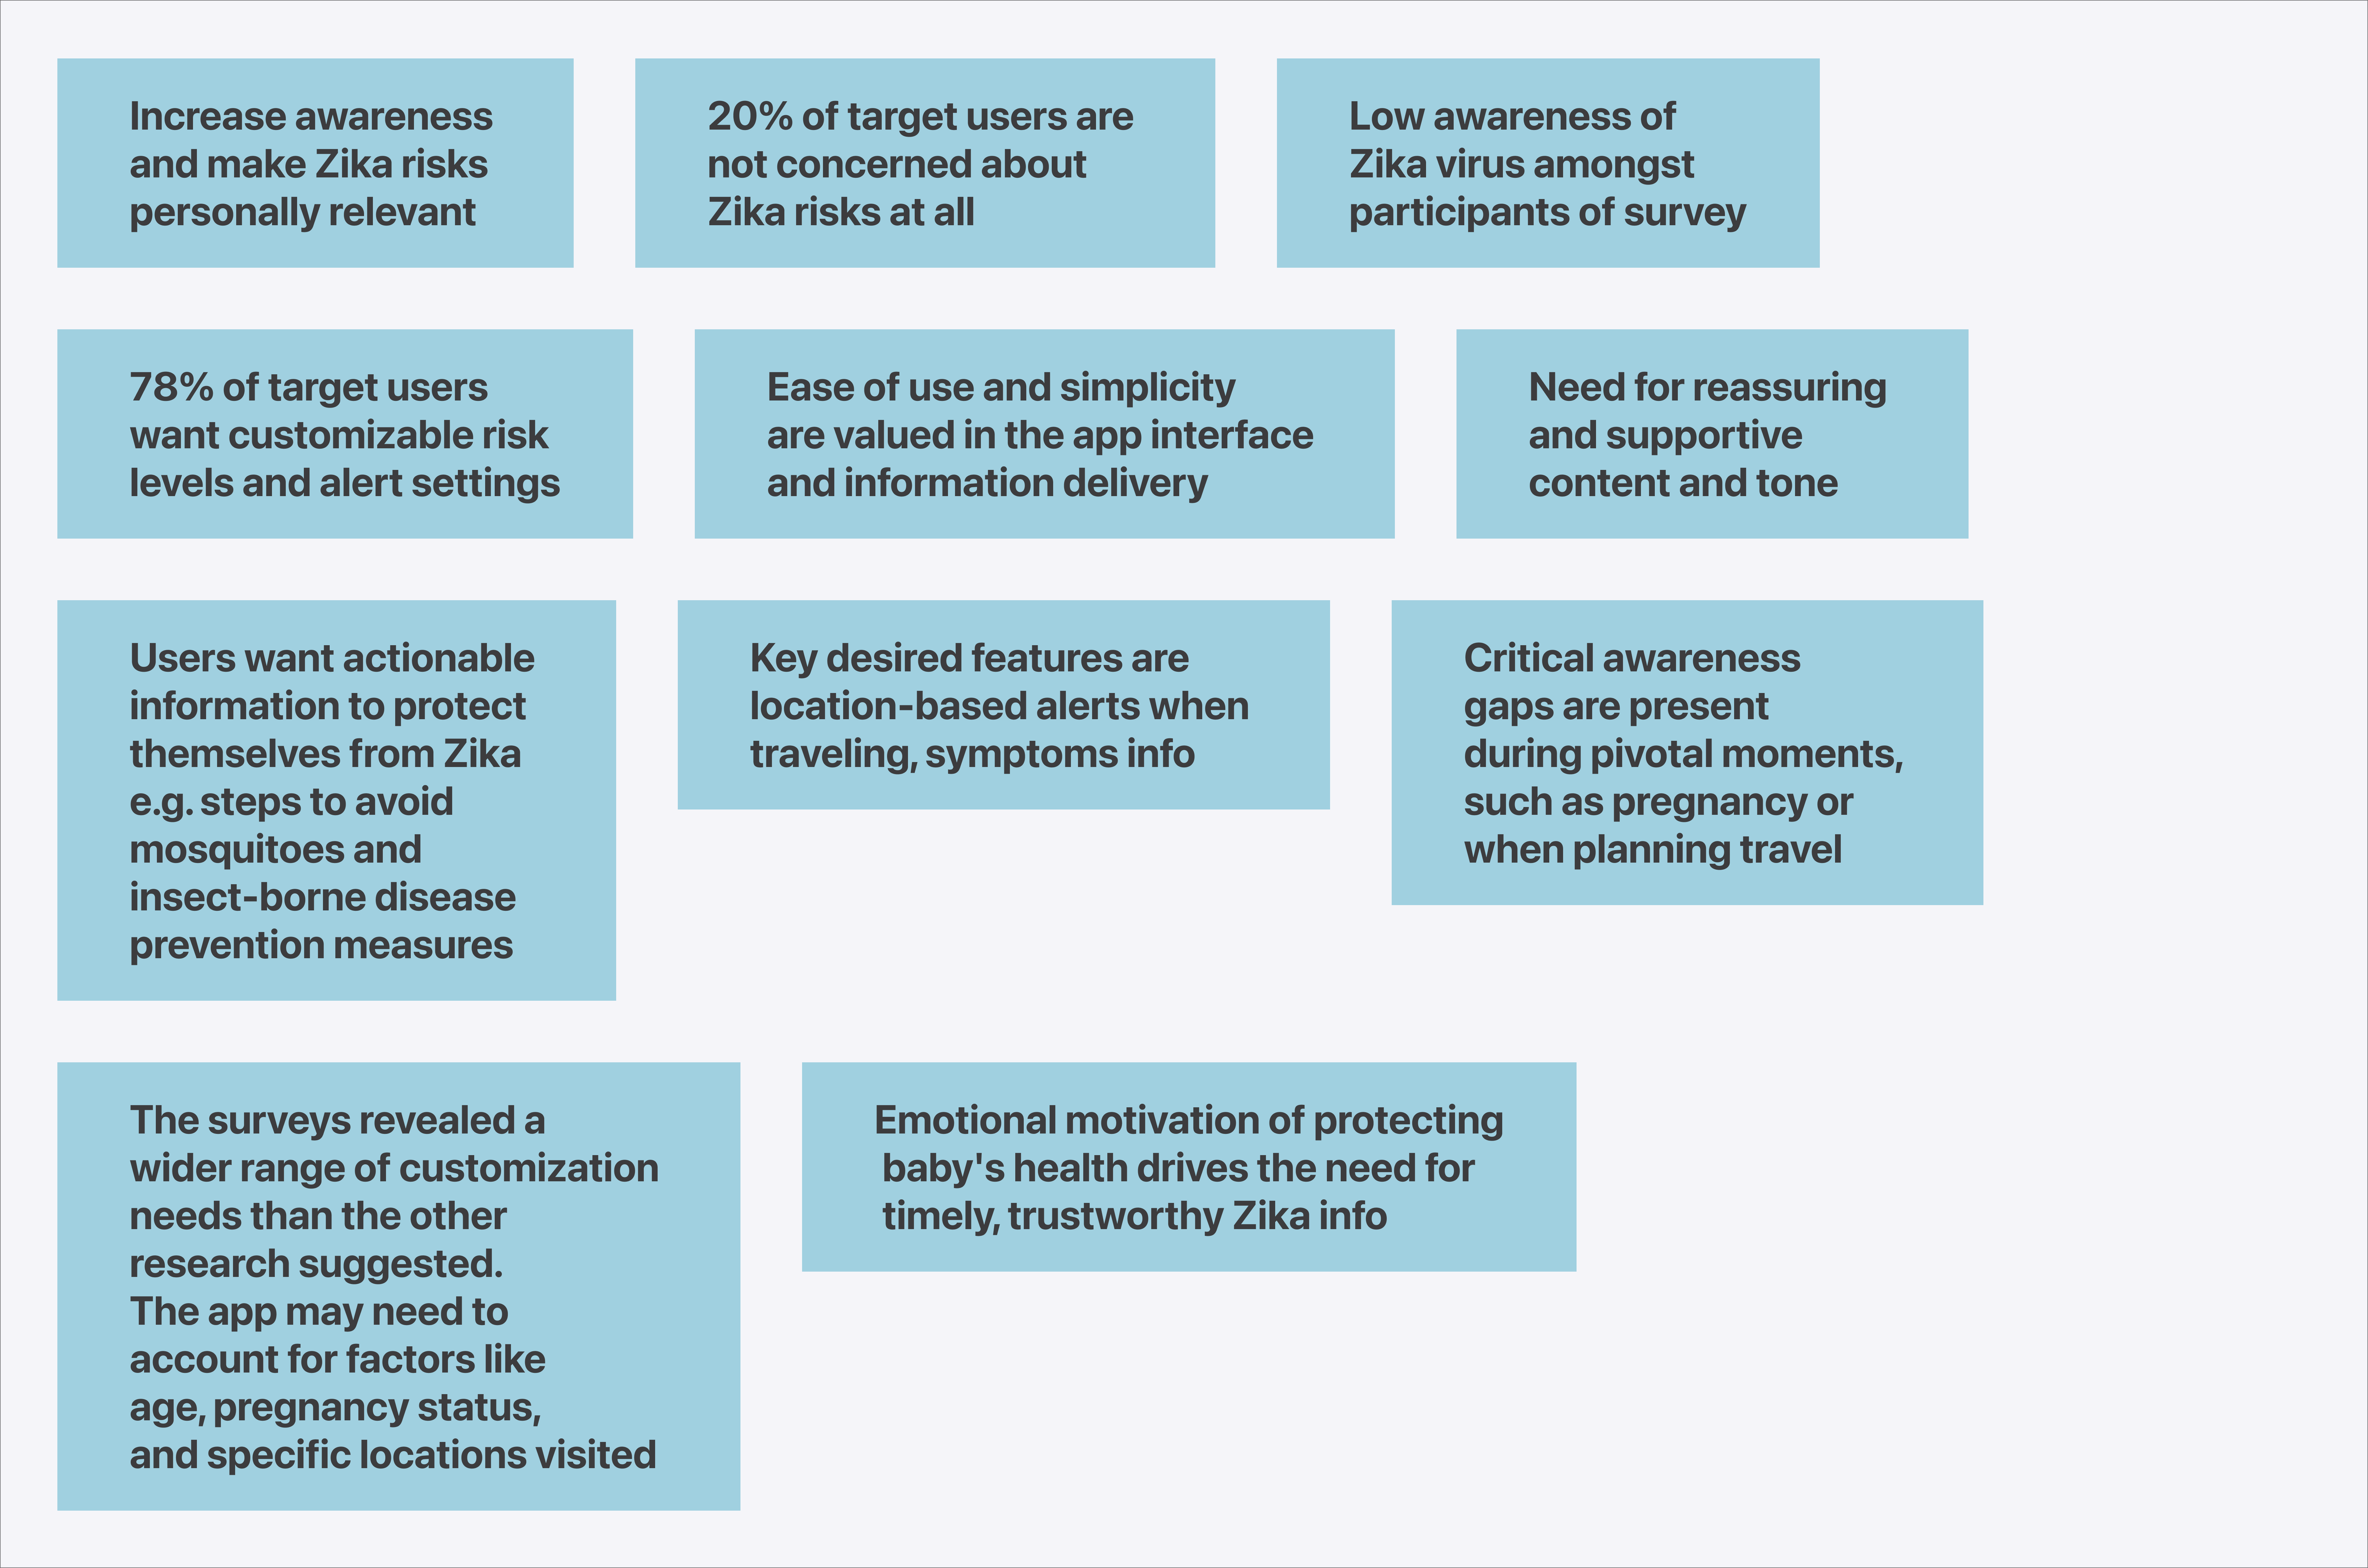 Increase awareness
and make Zika risks
personally relevant
20% of target users are
not concerned about
Zika risks at all
Low awareness of
Zika virus amongst
participants of survey
78% of target users
want customizable risk
levels and alert settings
Ease of use and simplicity
are valued in the app interface
and information delivery
Need for reassuring
and supportive
content and tone
Users want actionable
information to protect
themselves from Zika
e.g. steps to avoid
mosquitoes and
insect-borne disease
prevention measures
Key desired features are
location-based alerts when
traveling, symptoms info
Critical awareness
gaps are present
during pivotal moments,
such as pregnancy or
when planning travel
The surveys revealed a
wider range of customization
needs than the other
research suggested.
The app may need to
account for factors like
age, pregnancy status,
and specific locations visited
Emotional motivation of protecting
baby's health drives the need for
timely, trustworthy Zika info